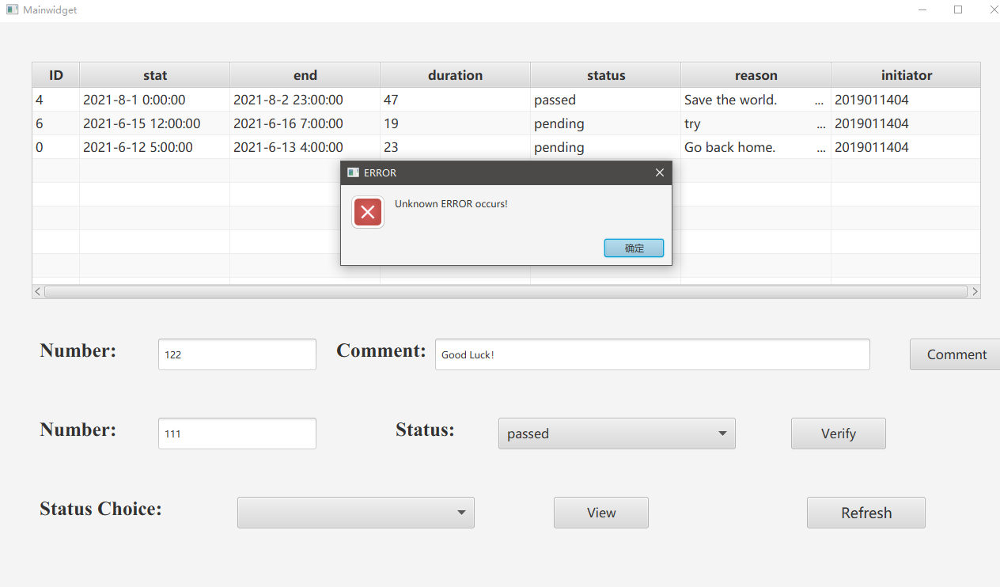 Mainwidget
ID stat end duration status reason initiator
4 2021-8-1 0:00:00 2021-8-2 23:00:00 47 passed Save the world. ... 2019011404
6 2021-6-15 12:00:00 2021-6-16 7:00:00 19 pending try ... 2019011404
0 2021-6-12 5:00:00 2021-6-13 4:00:00 23 pending Go back home. ... 2019011404
ERROR
Unknown ERROR occurs!
确定
Number: 122 Comment: Good Luck! Comment
Number: 111 Status: passed Verify
Status Choice: View Refresh